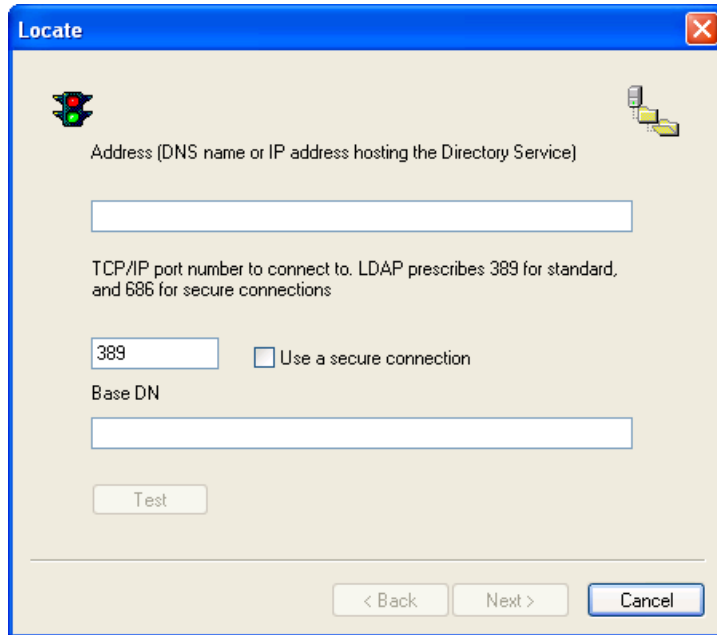 Locate
Address (DNS name or IP address hosting the Directory Service)
TCP/IP port number to connect to. LDAP prescribes 389 for standard,
and 686 for secure connections
389
Use a secure connection
Base DN
Test
< Back
Next >
Cancel